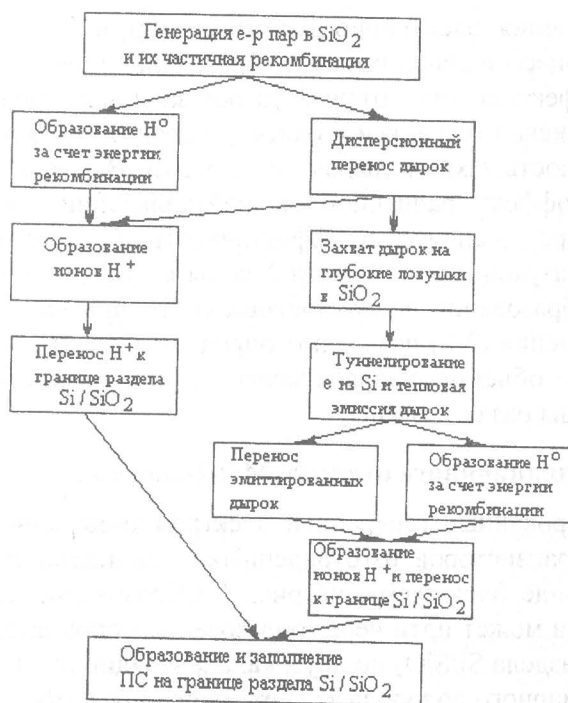 Генерация е-р пар в SiO2
и их частичная рекомбинация
Образование H⁰
за счет энергии
рекомбинации
Дисперсионный
перенос дырок
Образование
ионов H⁺
Захват дырок на
глубокие ловушки
в SiO2
Перенос H⁺ к
границе раздела
Si / SiO2
Туннелирование
е из Si и тепловая
эмиссия дырок
Перенос
эмиттированных
дырок
Образование H⁰
за счет энергии
рекомбинации
Образование
ионов H⁺ и перенос
к границе Si / SiO2
Образование и заполнение
ПС на границе раздела Si / SiO2